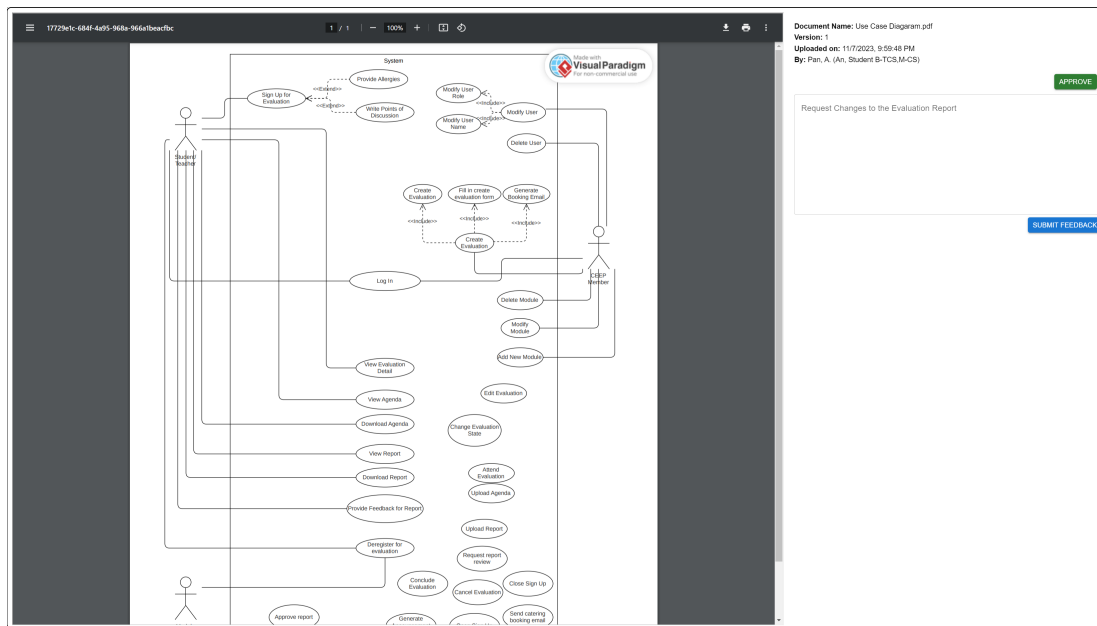 17729e1c-684f-4a95-968a-966a1beacfbc
1 / 1
100%
Document Name: Use Case Diagaram.pdf
Version: 1
Uploaded on: 11/7/2023, 9:59:48 PM
By: Pan, A. (An, Student B-TCS,M-CS)
APPROVE
Request Changes to the Evaluation Report
SUBMIT FEEDBACK
Made with
Visual Paradigm
For non-commercial use
System
Provide Allergies
<<Extend>>
Sign Up for
Evaluation
<<Extend>>
Write Points of
Discussion
Modify User
Role
<<Include>>
Modify User
Modify User
Name
<<Include>>
Delete User
Student/
Teacher
Create
Evaluation
Fill in create
evaluation form
Generate
Booking Email
<<Include>>
<<Include>>
<<Include>>
Create
Evaluation
CEEP
Member
Log In
Delete Module
Modify
Module
Add New Module
View Evaluation
Detail
Edit Evaluation
View Agenda
Download Agenda
Change Evaluation
State
View Report
Attend
Evaluation
Download Report
Upload Agenda
Provide Feedback for Report
Upload Report
Deregister for
evaluation
Request report
review
Conclude
Evaluation
Close Sign Up
Cancel Evaluation
Approve report
Generate
Send catering
booking email